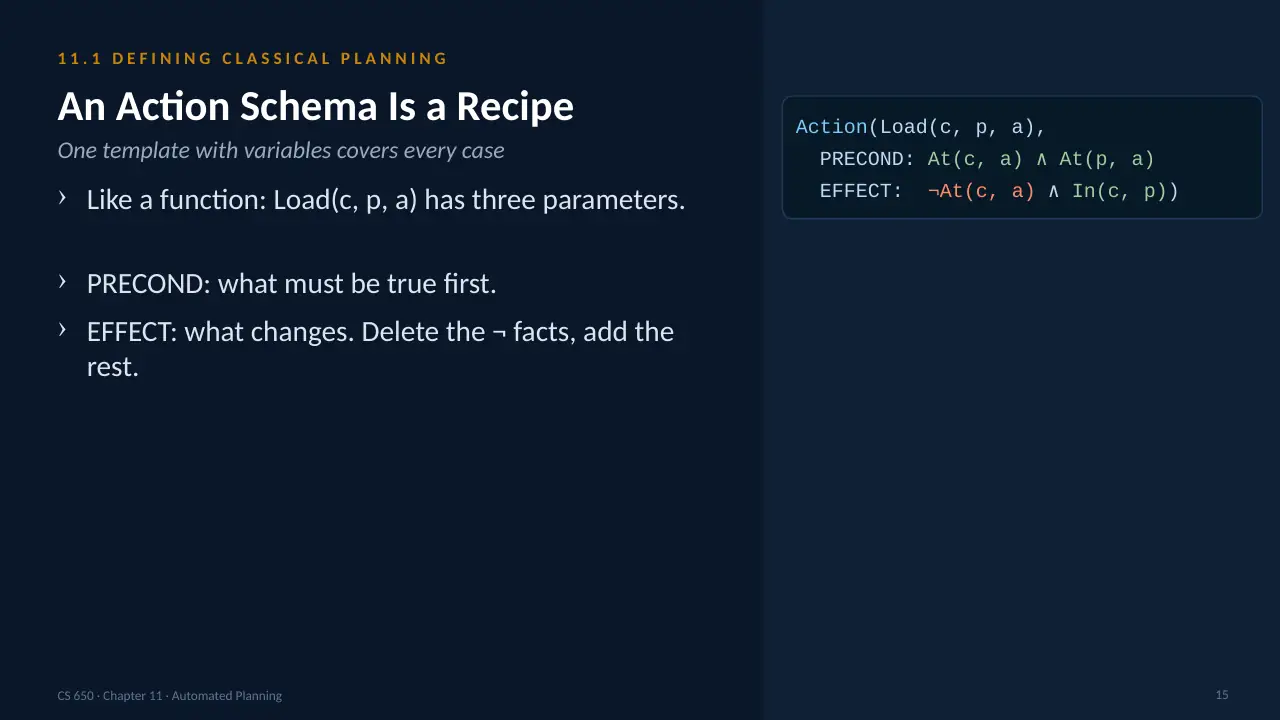 11.1 DEFINING CLASSICAL PLANNING
An Action Schema Is a Recipe
One template with variables covers every case
› Like a function: Load(c, p, a) has three parameters.
› PRECOND: what must be true first.
› EFFECT: what changes. Delete the ¬ facts, add the
rest.
Action(Load(c, p, a),
  PRECOND: At(c, a) ∧ At(p, a)
  EFFECT:  ¬At(c, a) ∧ In(c, p))
CS 650 · Chapter 11 · Automated Planning
15